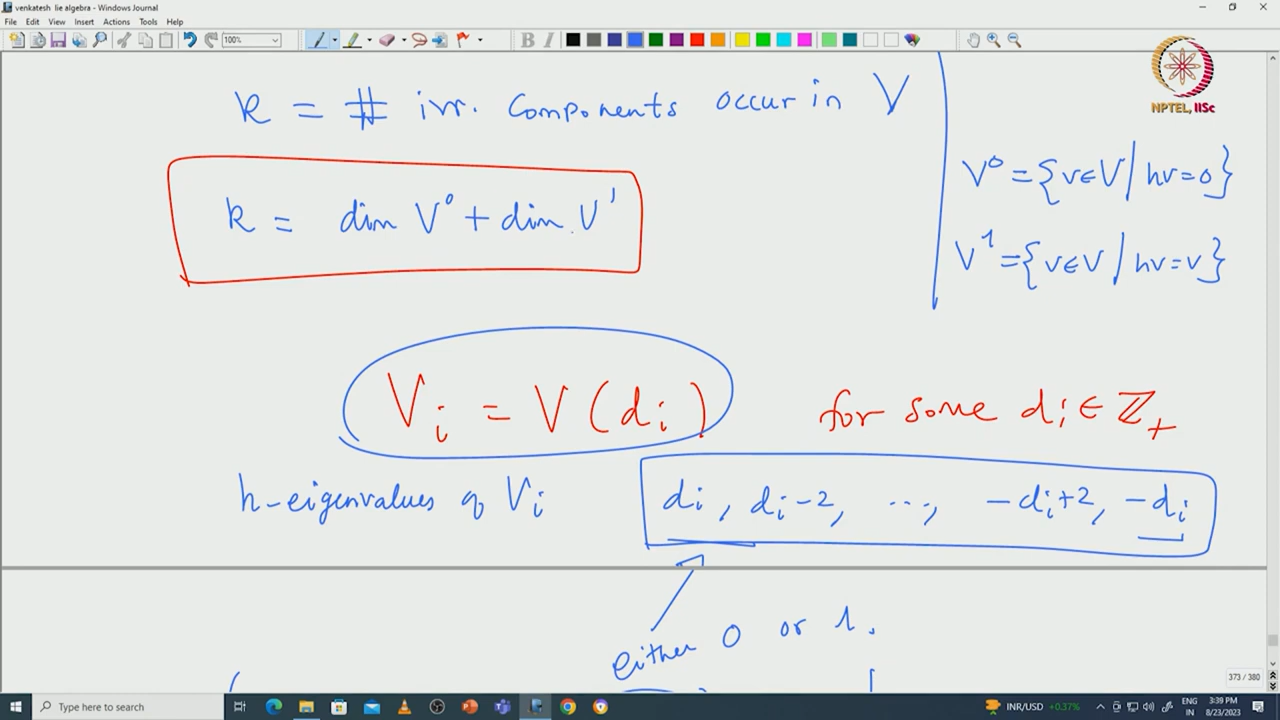 venkatesh lie algebra - Windows Journal
File Edit View Insert Actions Tools Help
100%
B I
NPTEL, IISc
k = # irr. Components occur in V
k = dim V⁰ + dim V¹
V⁰ = {v∈V | hv=0}
V¹ = {v∈V | hv=v}
Vᵢ = V(dᵢ) for some dᵢ ∈ ℤ₊
h-eigenvalues of Vᵢ dᵢ, dᵢ-2, ..., -dᵢ+2, -dᵢ
either 0 or 1.
373 / 380
Type here to search
INR/USD +0.37%
ENG
IN
3:39 PM
8/23/2023